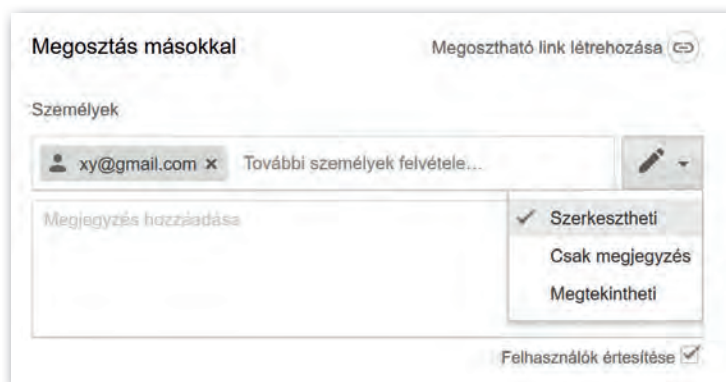 Megosztás másokkal
Megosztható link létrehozása
Személyek
xy@gmail.com × További személyek felvétele...
Megjegyzés hozzáadása
Szerkesztheti
Csak megjegyzés
Megtekintheti
Felhasználók értesítése